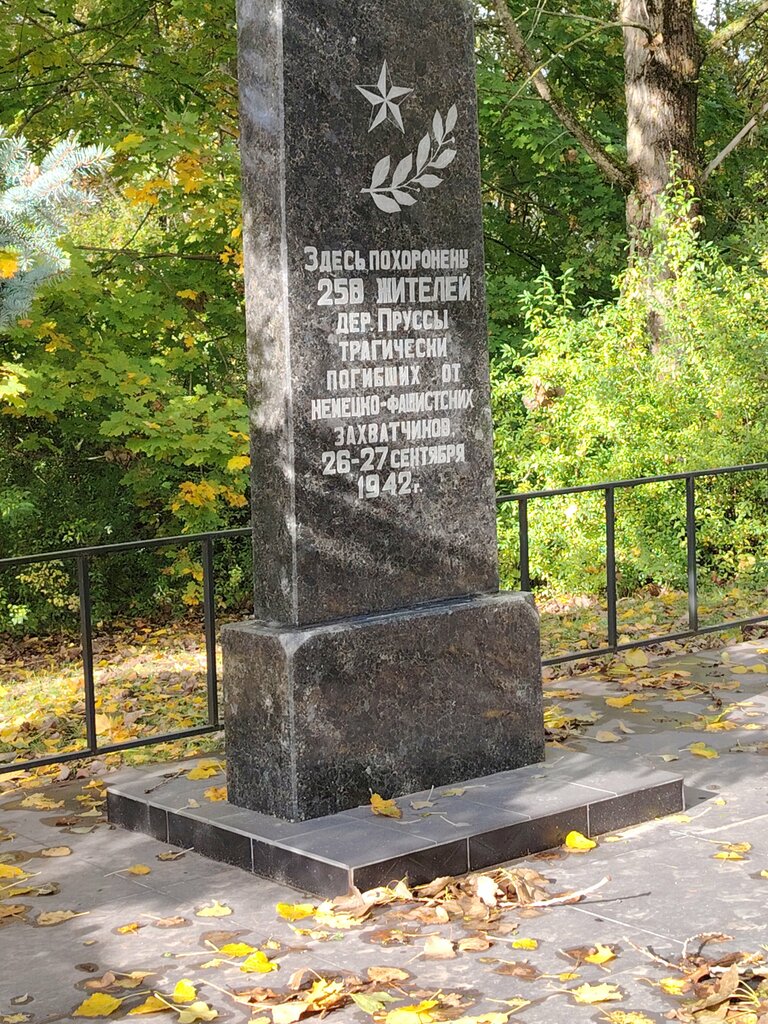 Здесь похоронены
258 жителей
дер. Пруссы
трагически
погибших от
немецко-фашистских
захватчиков
26-27 сентября
1942 г.